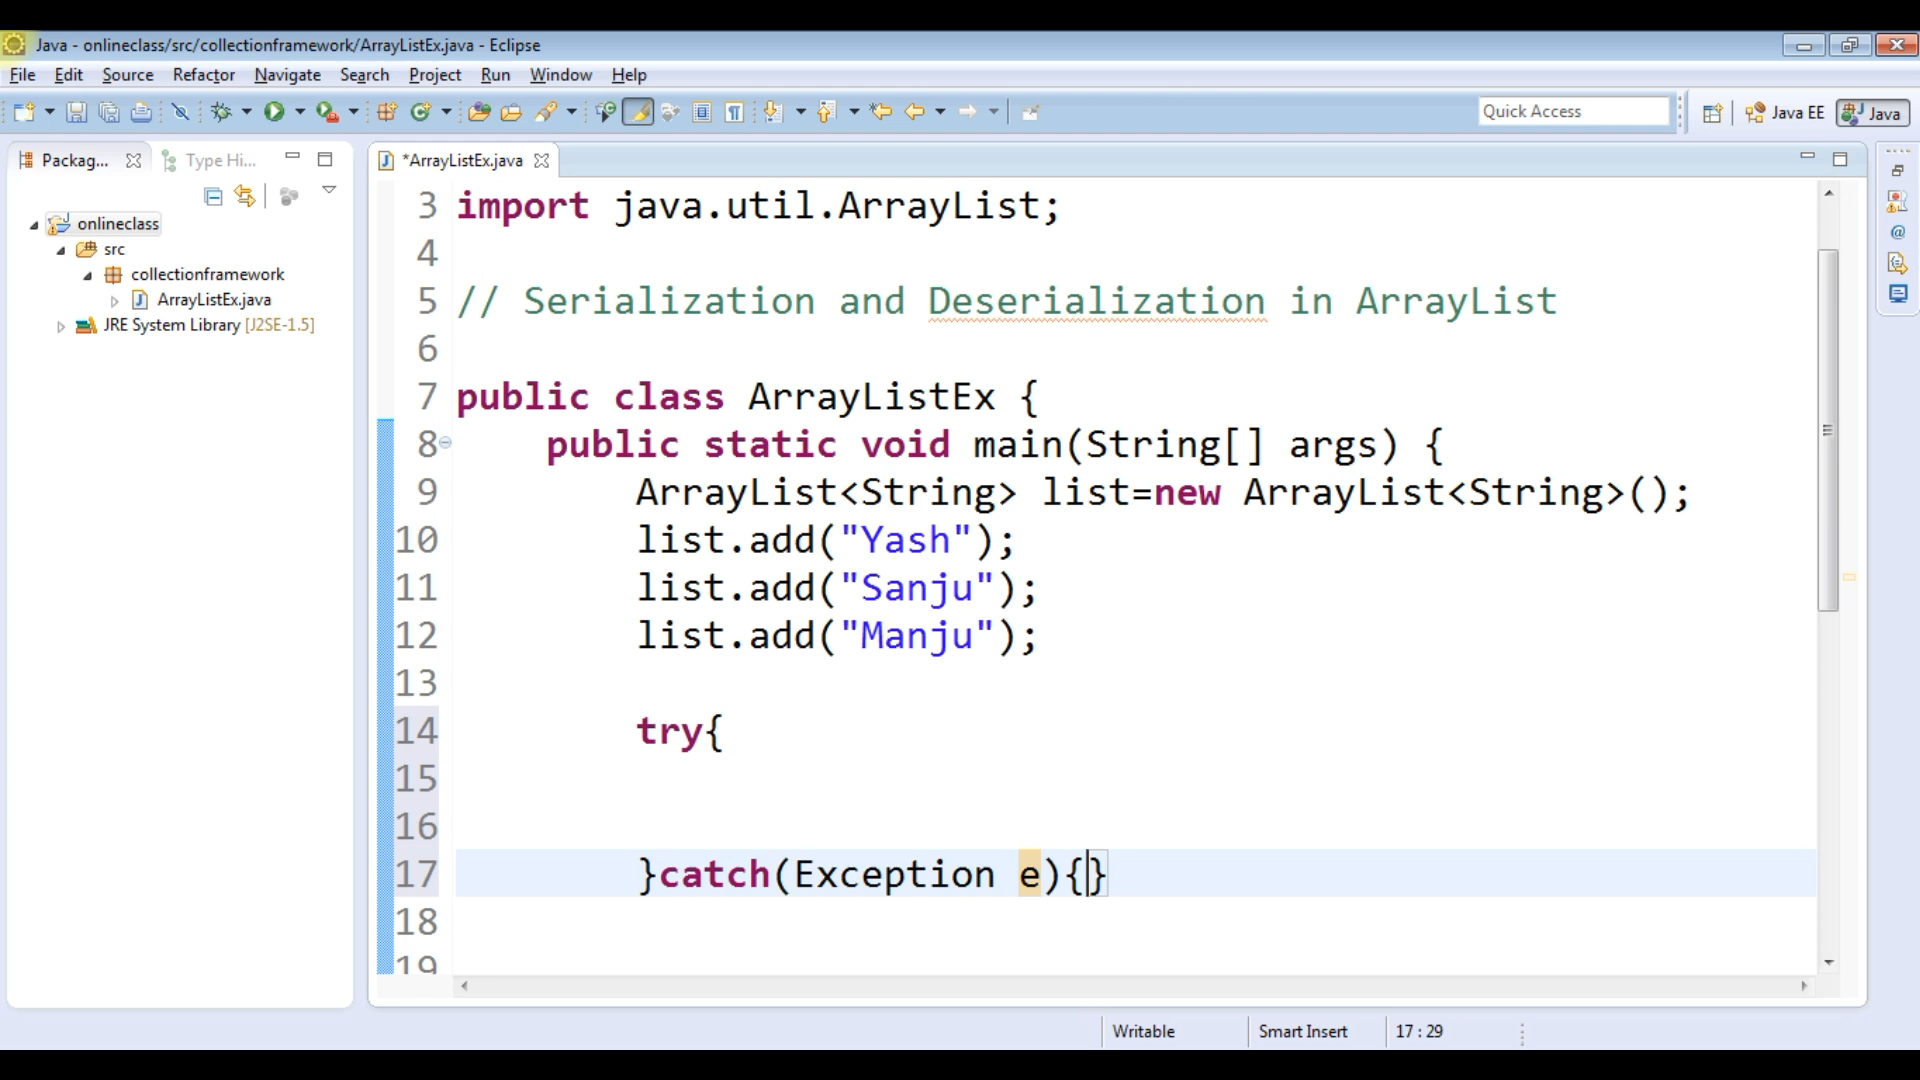 Java - onlineclass/src/collectionframework/ArrayListEx.java - Eclipse
File Edit Source Refactor Navigate Search Project Run Window Help
Quick Access
Java EE
Java
Packag...
Type Hi...
*ArrayListEx.java
onlineclass
src
collectionframework
ArrayListEx.java
JRE System Library [J2SE-1.5]
3 import java.util.ArrayList;
4
5 // Serialization and Deserialization in ArrayList
6
7 public class ArrayListEx {
8 public static void main(String[] args) {
9 ArrayList<String> list=new ArrayList<String>();
10 list.add("Yash");
11 list.add("Sanju");
12 list.add("Manju");
13
14 try{
15
16
17 }catch(Exception e){}
18
19
Writable
Smart Insert
17 : 29